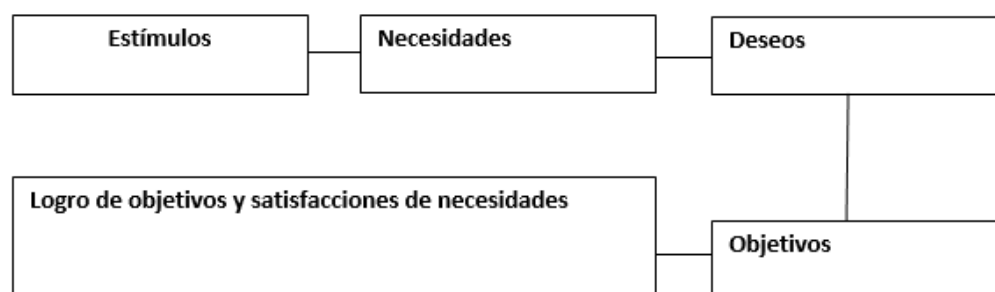 Estímulos
Necesidades
Deseos
Logro de objetivos y satisfacciones de necesidades
Objetivos